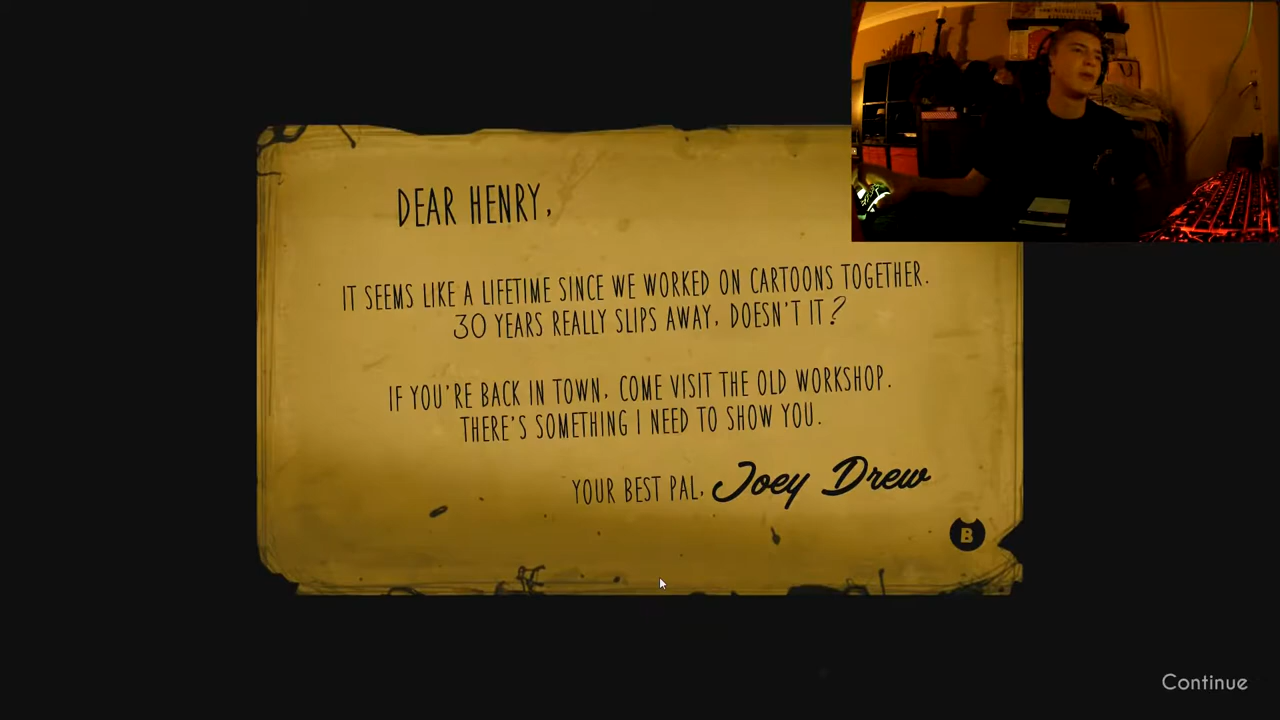 DEAR HENRY,
IT SEEMS LIKE A LIFETIME SINCE WE WORKED ON CARTOONS TOGETHER.
30 YEARS REALLY SLIPS AWAY, DOESN'T IT?
IF YOU'RE BACK IN TOWN, COME VISIT THE OLD WORKSHOP.
THERE'S SOMETHING I NEED TO SHOW YOU.
YOUR BEST PAL, Joey Drew
B
Continue